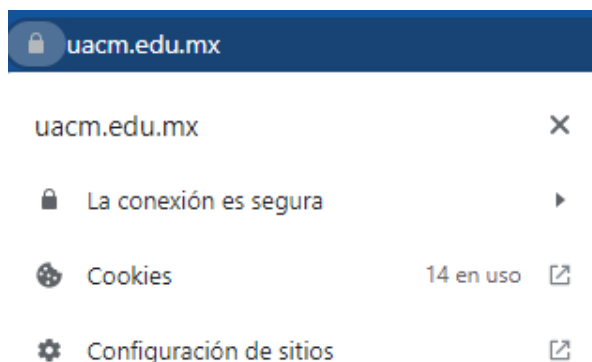 uacm.edu.mx
uacm.edu.mx
La conexión es segura
Cookies 14 en uso
Configuración de sitios